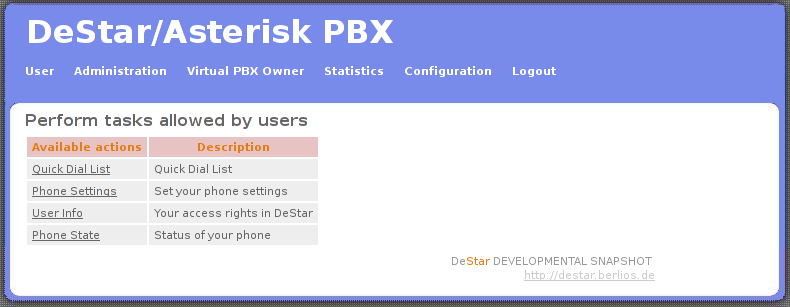 DeStar/Asterisk PBX
User Administration Virtual PBX Owner Statistics Configuration Logout
Perform tasks allowed by users
Available actions Description
Quick Dial List Quick Dial List
Phone Settings Set your phone settings
User Info Your access rights in DeStar
Phone State Status of your phone
DeStar DEVELOPMENTAL SNAPSHOT
http://destar.berlios.de